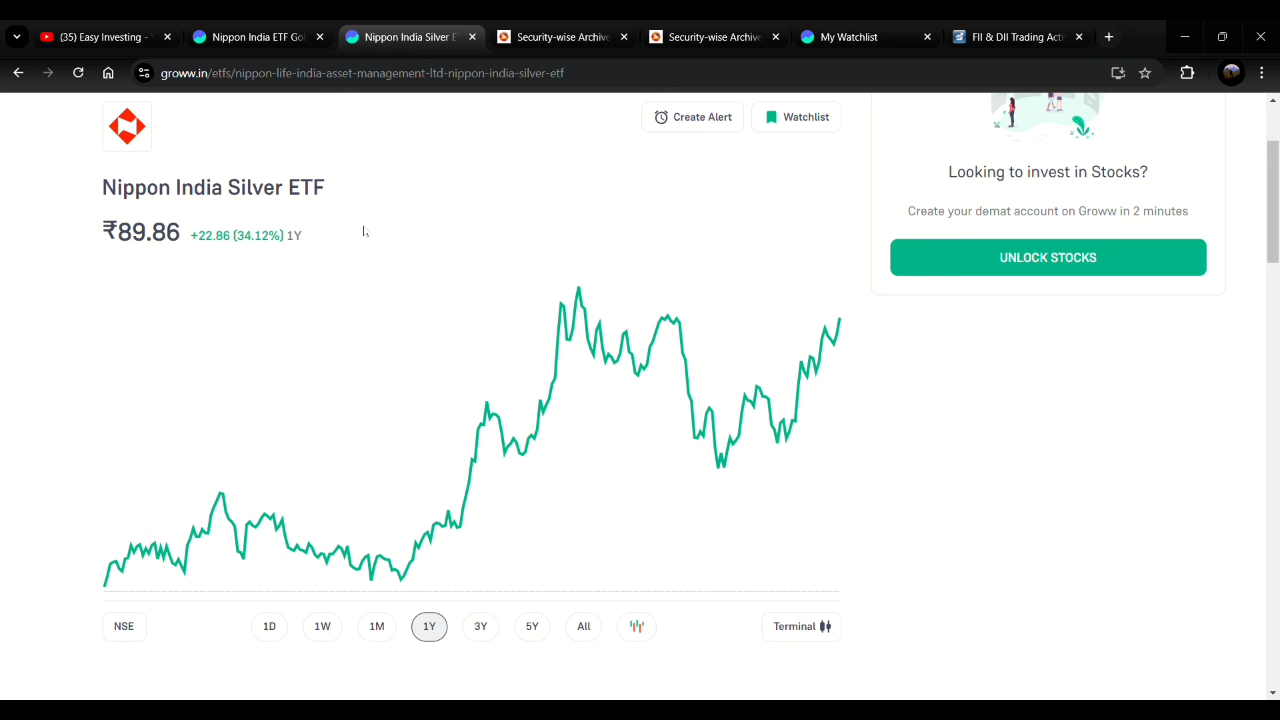 (35) Easy Investing -
Nippon India ETF Go
Nippon India Silver E
Security-wise Archive
Security-wise Archive
My Watchlist
FII & DII Trading Acti
groww.in/etfs/nippon-life-india-asset-management-ltd-nippon-india-silver-etf
Create Alert
Watchlist
Nippon India Silver ETF
₹89.86 +22.86 (34.12%) 1Y
Looking to invest in Stocks?
Create your demat account on Groww in 2 minutes
UNLOCK STOCKS
NSE
1D
1W
1M
1Y
3Y
5Y
All
Terminal